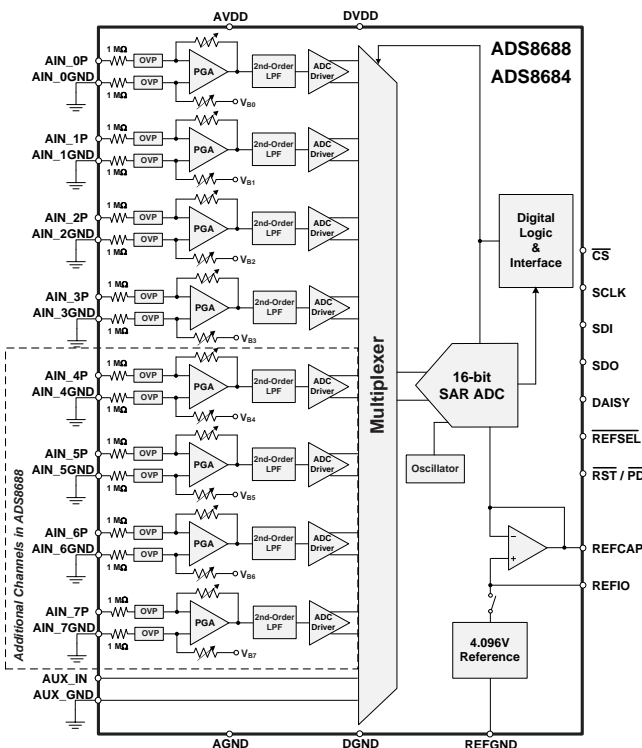 AVDD
DVDD
ADS8688
ADS8684
AIN_0P
AIN_0GND
1 MΩ
1 MΩ
OVP
OVP
PGA
VB0
2nd-Order
LPF
ADC
Driver
AIN_1P
AIN_1GND
1 MΩ
1 MΩ
OVP
OVP
PGA
VB1
2nd-Order
LPF
ADC
Driver
AIN_2P
AIN_2GND
1 MΩ
1 MΩ
OVP
OVP
PGA
VB2
2nd-Order
LPF
ADC
Driver
AIN_3P
AIN_3GND
1 MΩ
1 MΩ
OVP
OVP
PGA
VB3
2nd-Order
LPF
ADC
Driver
Additional Channels in ADS8688
AIN_4P
AIN_4GND
1 MΩ
1 MΩ
OVP
OVP
PGA
VB4
2nd-Order
LPF
ADC
Driver
AIN_5P
AIN_5GND
1 MΩ
1 MΩ
OVP
OVP
PGA
VB5
2nd-Order
LPF
ADC
Driver
AIN_6P
AIN_6GND
1 MΩ
1 MΩ
OVP
OVP
PGA
VB6
2nd-Order
LPF
ADC
Driver
AIN_7P
AIN_7GND
1 MΩ
1 MΩ
OVP
OVP
PGA
VB7
2nd-Order
LPF
ADC
Driver
AUX_IN
AUX_GND
Multiplexer
Digital
Logic
&
Interface
16-bit
SAR ADC
Oscillator
−
+
4.096V
Reference
CS
SCLK
SDI
SDO
DAISY
REFSEL
RST / PD
REFCAP
REFIO
AGND
DGND
REFGND